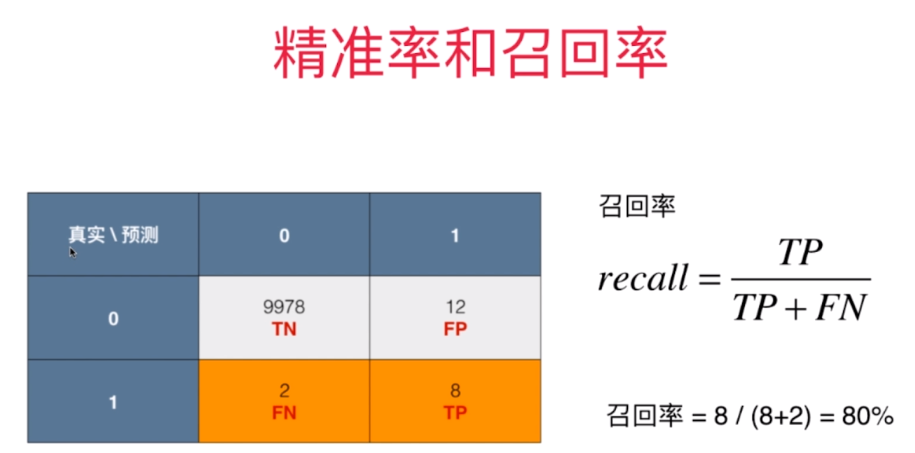 精准率和召回率
真实 \ 预测 0 1
0 9978 TN 12 FP
1 2 FN 8 TP
召回率
recall = TP / TP + FN
召回率 = 8 / (8+2) = 80%